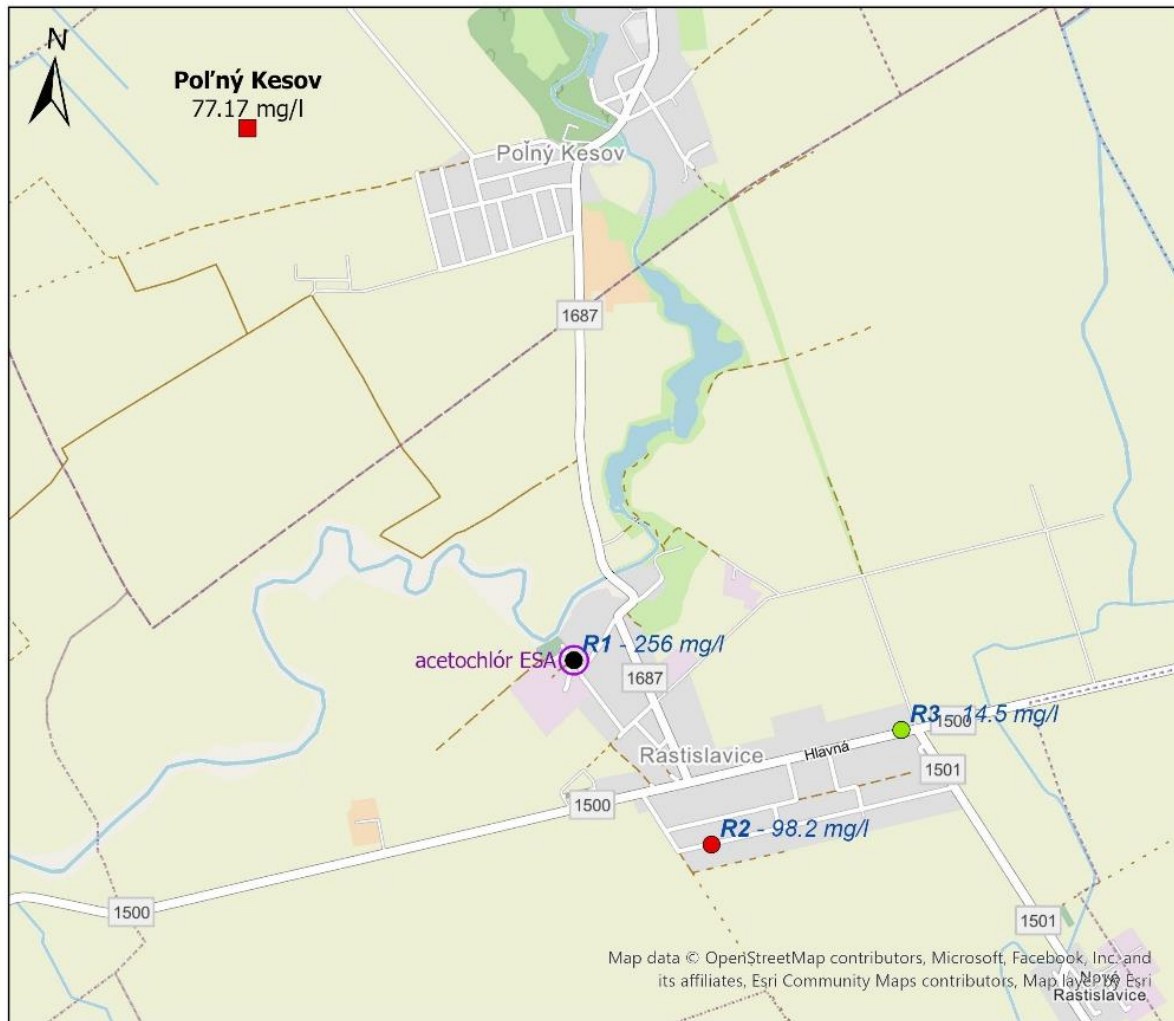 N
Poľný Kesov
77.17 mg/l
Poľný Kesov
1687
acetochlór ESA
R1 - 256 mg/l
1687
R3 - 14.5 mg/l
1500
Hlavná
Rastislavice
1501
1500
R2 - 98.2 mg/l
1500
1501
Map data © OpenStreetMap contributors, Microsoft, Facebook, Inc. and
its affiliates, Esri Community Maps contributors, Map layer by Esri
Nové
Rastislavice